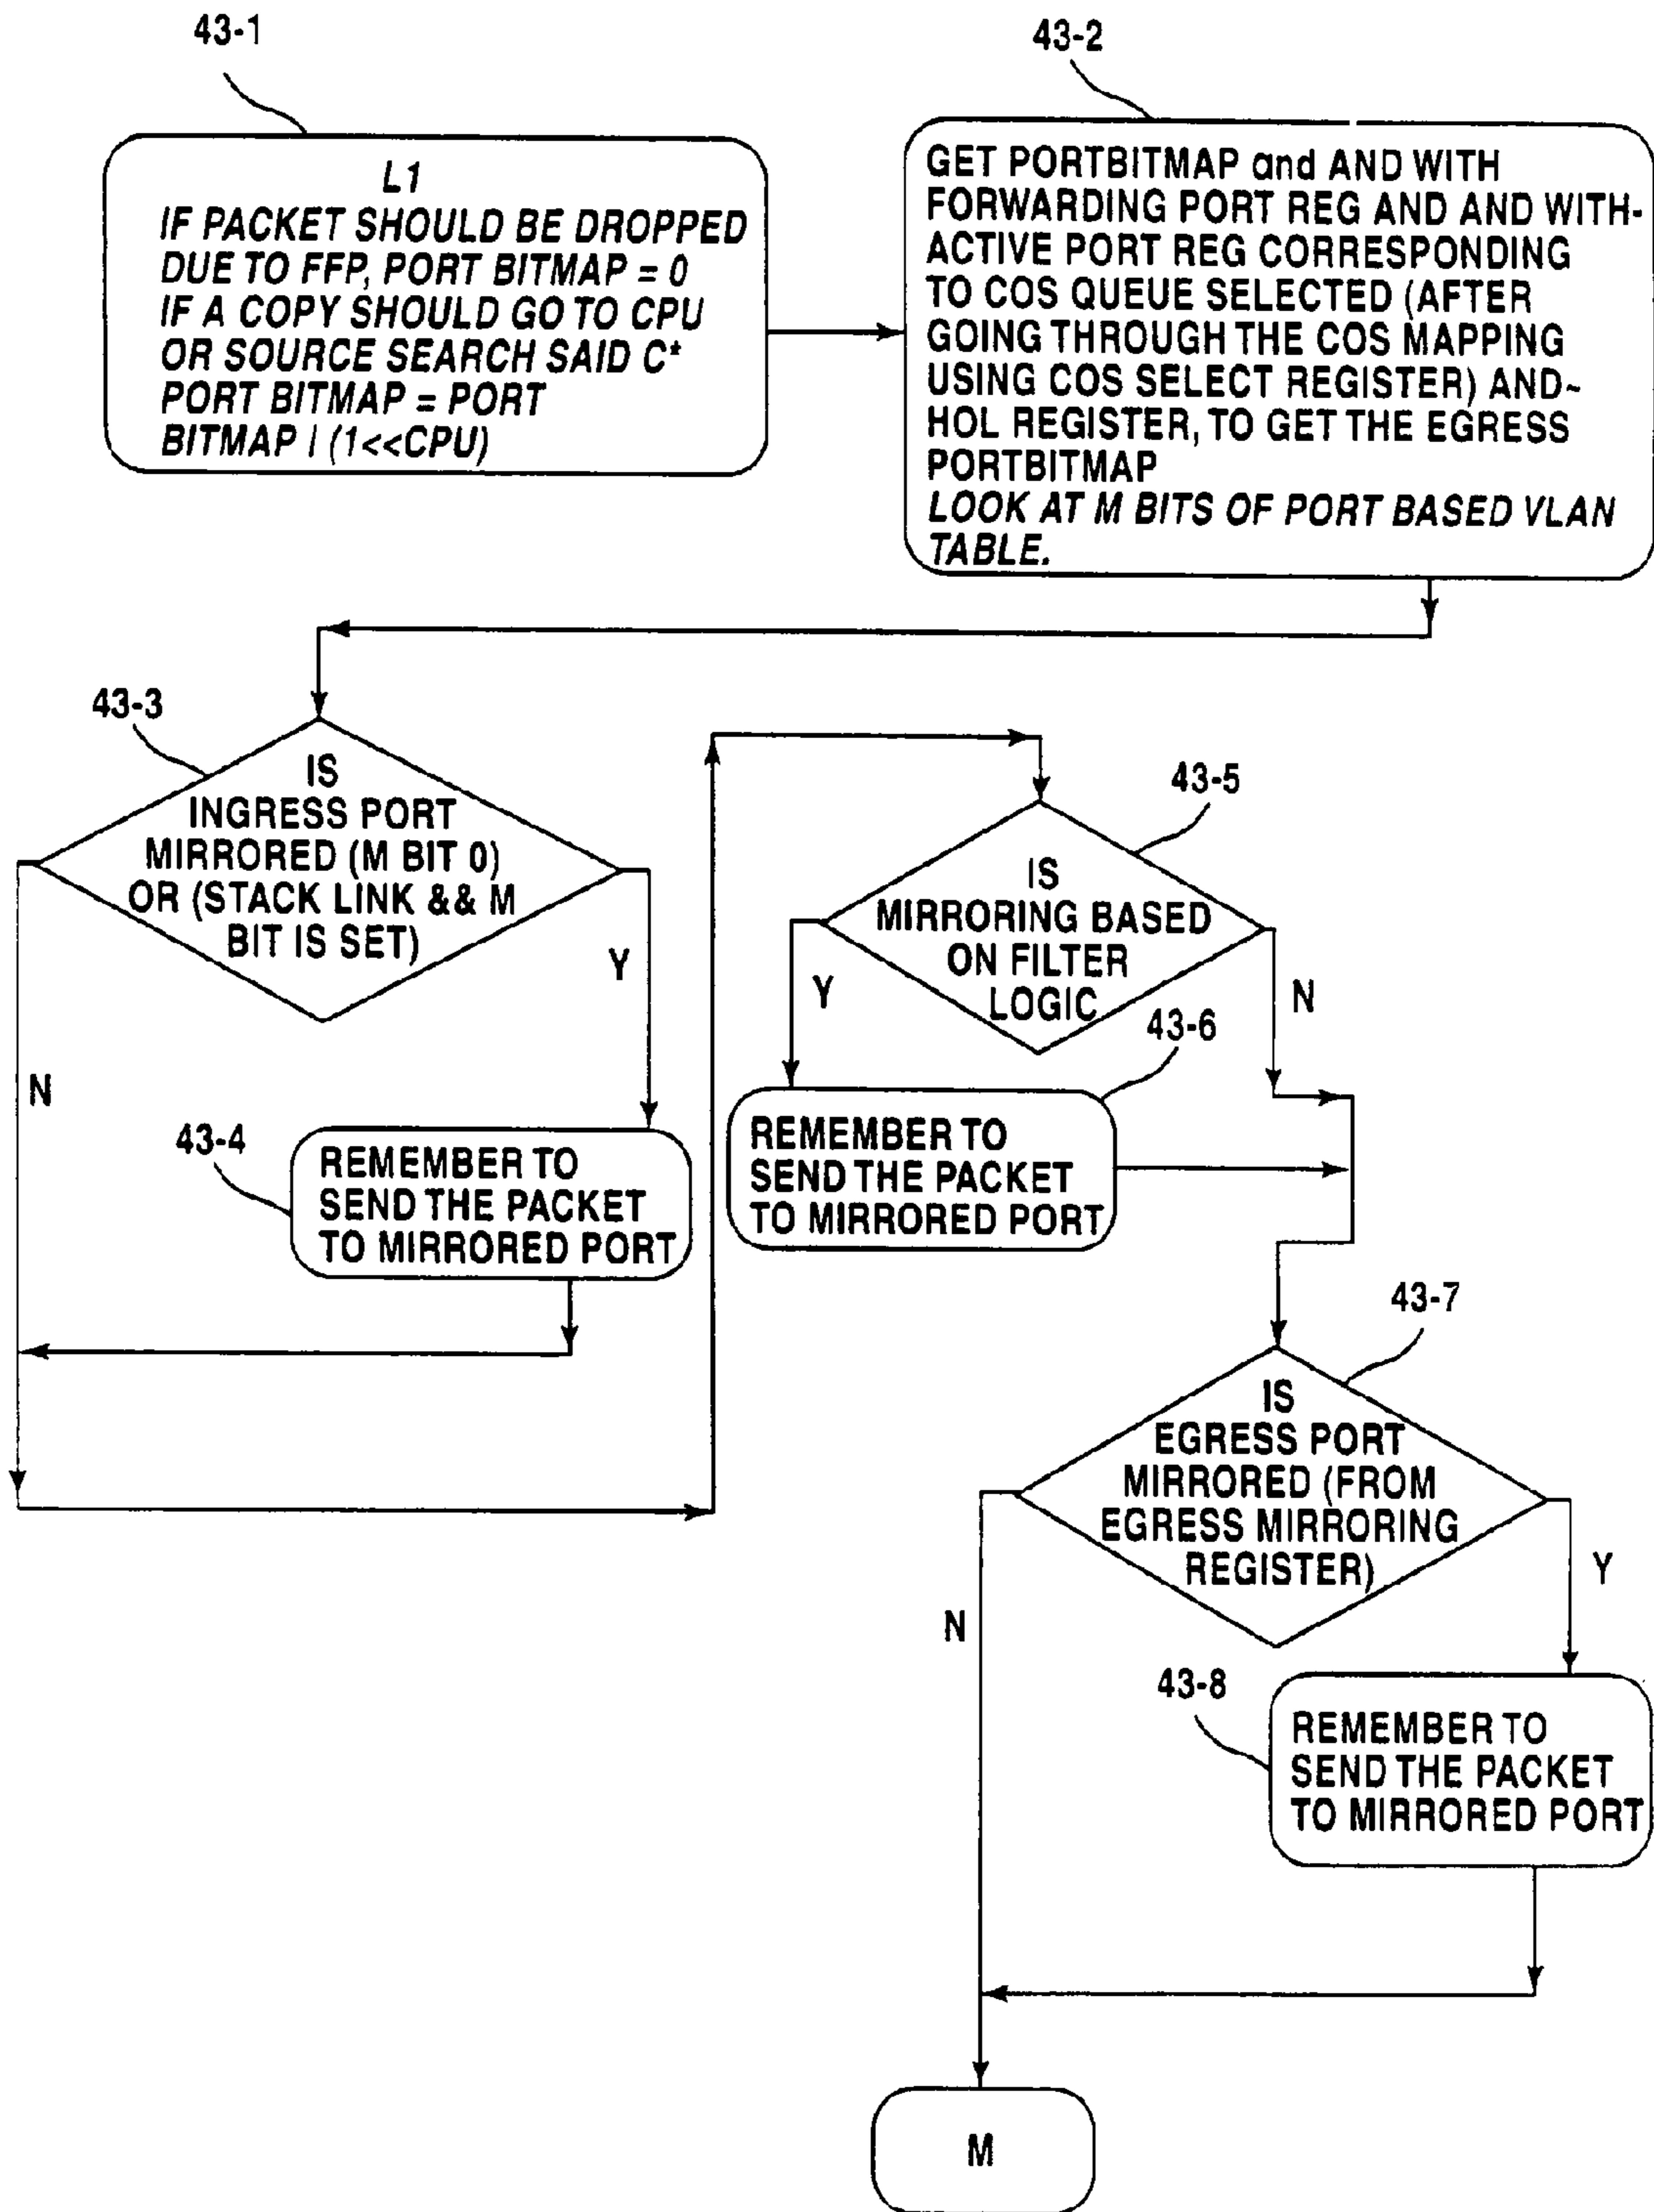 43-1
L1
IF PACKET SHOULD BE DROPPED
DUE TO FFP, PORT BITMAP = 0
IF A COPY SHOULD GO TO CPU
OR SOURCE SEARCH SAID C*
PORT BITMAP = PORT
BITMAP | (1<<CPU)
43-2
GET PORTBITMAP and AND WITH
FORWARDING PORT REG AND AND WITH-
ACTIVE PORT REG CORRESPONDING
TO COS QUEUE SELECTED (AFTER
GOING THROUGH THE COS MAPPING
USING COS SELECT REGISTER) AND~
HOL REGISTER, TO GET THE EGRESS
PORTBITMAP
LOOK AT M BITS OF PORT BASED VLAN
TABLE.
43-3
IS
INGRESS PORT
MIRRORED (M BIT 0)
OR (STACK LINK && M
BIT IS SET)
N
Y
43-4
REMEMBER TO
SEND THE PACKET
TO MIRRORED PORT
43-5
IS
MIRRORING BASED
ON FILTER
LOGIC
Y
N
43-6
REMEMBER TO
SEND THE PACKET
TO MIRRORED PORT
43-7
IS
EGRESS PORT
MIRRORED (FROM
EGRESS MIRRORING
REGISTER)
N
Y
43-8
REMEMBER TO
SEND THE PACKET
TO MIRRORED PORT
M